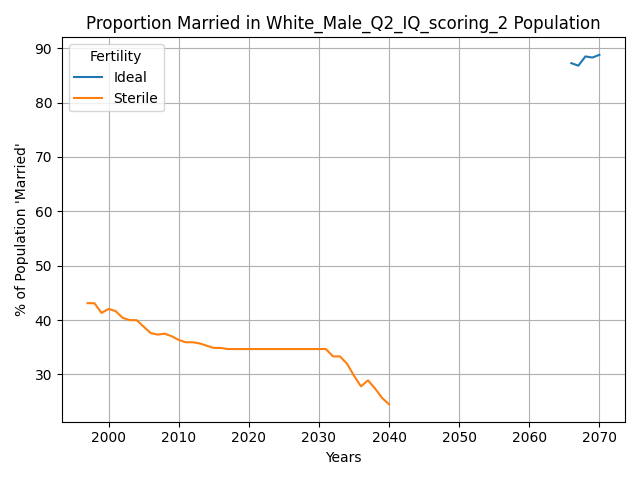 Proportion Married in White_Male_Q2_IQ_scoring_2 Population
Fertility
Ideal
Sterile
% of Population 'Married'
90
80
70
60
50
40
30
2000 2010 2020 2030 2040 2050 2060 2070
Years